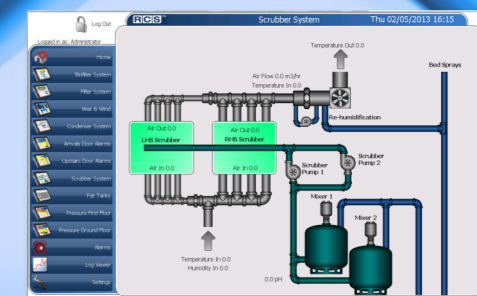 Log Out
RCS
Scrubber System
Thu 02/05/2013 16:15
Logged in as: Administrator
Home
Biofilter System
Filter System
Wier & Wind
Condenser System
Arrivals Door Alarms
Upstairs Door Alarms
Scrubber System
Fat Tanks
Pressure First Floor
Pressure Ground Floor
Alarms
Log Viewer
Settings
Temperature Out 0.0
Bed Sprays
Air Flow 0.0 m3/hr
Temperature In 0.0
Re-humidification
Air Out 0.0
LHS Scrubber
Air In 0.0
Air Out 0.0
RHS Scrubber
Air In 0.0
Scrubber
Pump 1
Scrubber
Pump 2
Mixer 1
Mixer 2
Temperature In 0.0
Humidity In 0.0
0.0 pH